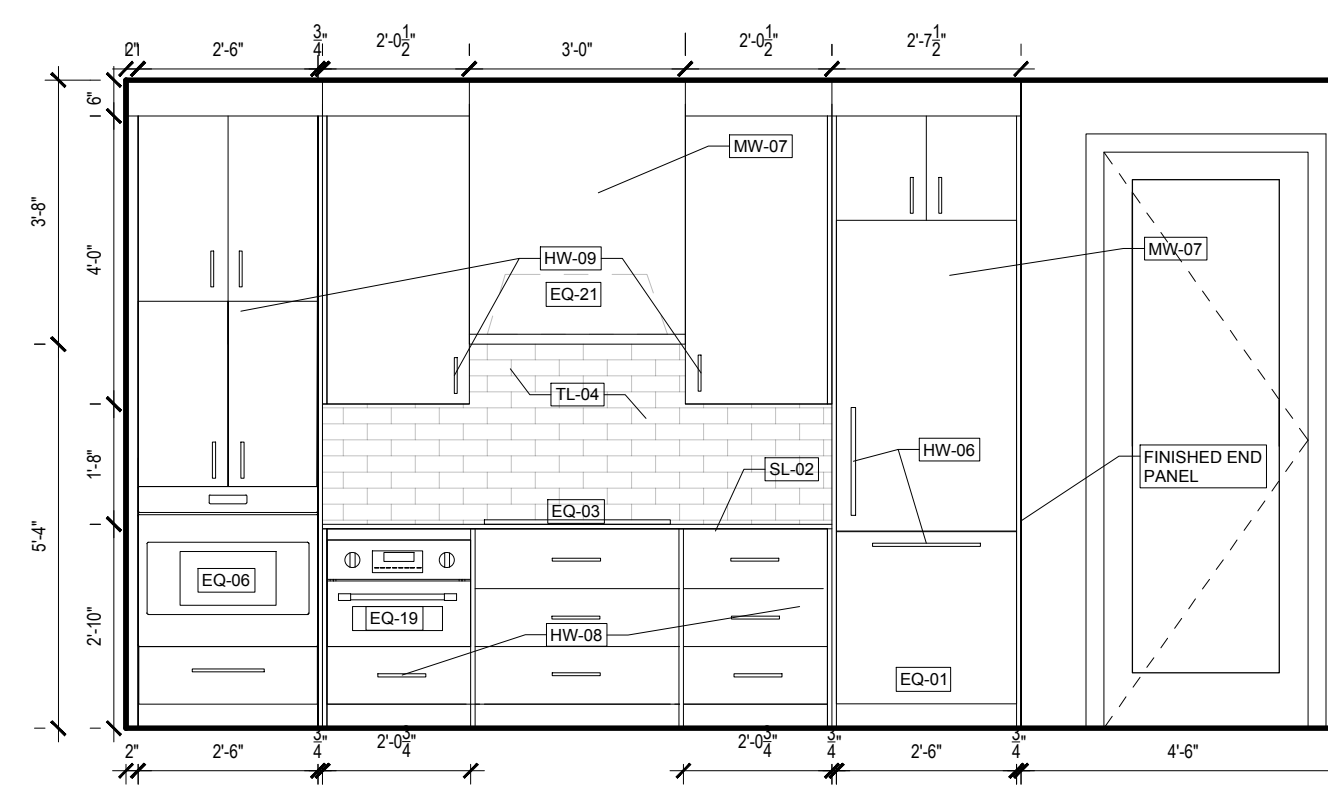 2" 2'-6" 3/4" 2'-0 1/2" 3'-0" 2'-0 1/2" 2'-7 1/2"
6"
MW-07
3'-8"
4'-0"
HW-09
MW-07
EQ-21
TL-04
1'-8"
HW-06
SL-02
FINISHED END
PANEL
EQ-03
5'-4"
EQ-06
2'-10"
EQ-19
HW-08
EQ-01
2" 2'-6" 3/4" 2'-0 3/4" 2'-0 3/4" 3/4" 2'-6" 3/4" 4'-6"